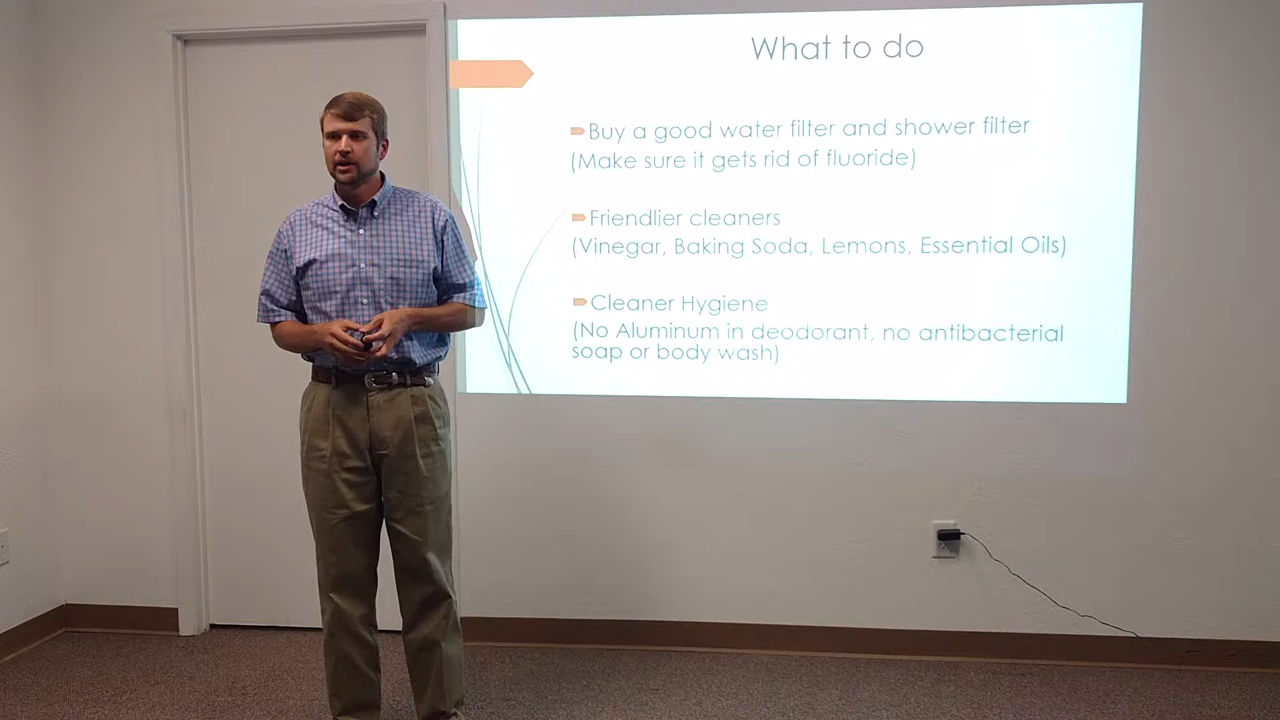 What to do
Buy a good water filter and shower filter
(Make sure it gets rid of fluoride)
Friendlier cleaners
(Vinegar, Baking Soda, Lemons, Essential Oils)
Cleaner Hygiene
(No Aluminum in deodorant, no antibacterial
soap or body wash)